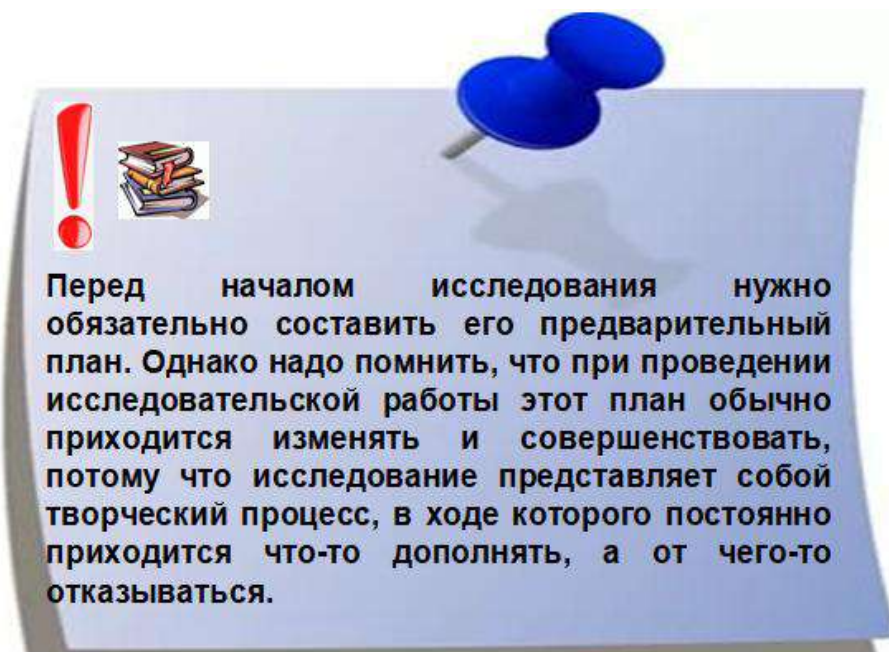 Перед началом исследования нужно
обязательно составить его предварительный
план. Однако надо помнить, что при проведении
исследовательской работы этот план обычно
приходится изменять и совершенствовать,
потому что исследование представляет собой
творческий процесс, в ходе которого постоянно
приходится что-то дополнять, а от чего-то
отказываться.